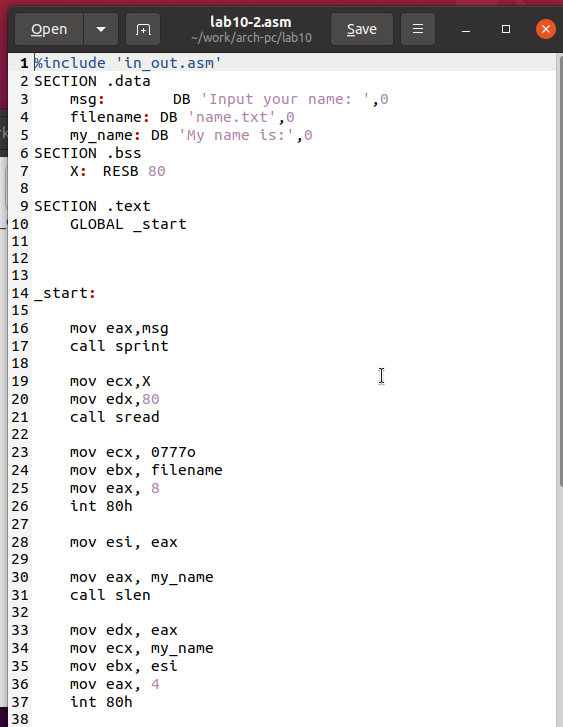 Open
lab10-2.asm
~/work/arch-pc/lab10
Save
1 %include 'in_out.asm'
2 SECTION .data
3     msg:        DB 'Input your name: ',0
4     filename: DB 'name.txt',0
5     my_name: DB 'My name is:',0
6 SECTION .bss
7     X:  RESB 80
8
9 SECTION .text
10     GLOBAL _start
11
12
13
14 _start:
15
16     mov eax,msg
17     call sprint
18
19     mov ecx,X
20     mov edx,80
21     call sread
22
23     mov ecx, 0777o
24     mov ebx, filename
25     mov eax, 8
26     int 80h
27
28     mov esi, eax
29
30     mov eax, my_name
31     call slen
32
33     mov edx, eax
34     mov ecx, my_name
35     mov ebx, esi
36     mov eax, 4
37     int 80h
38